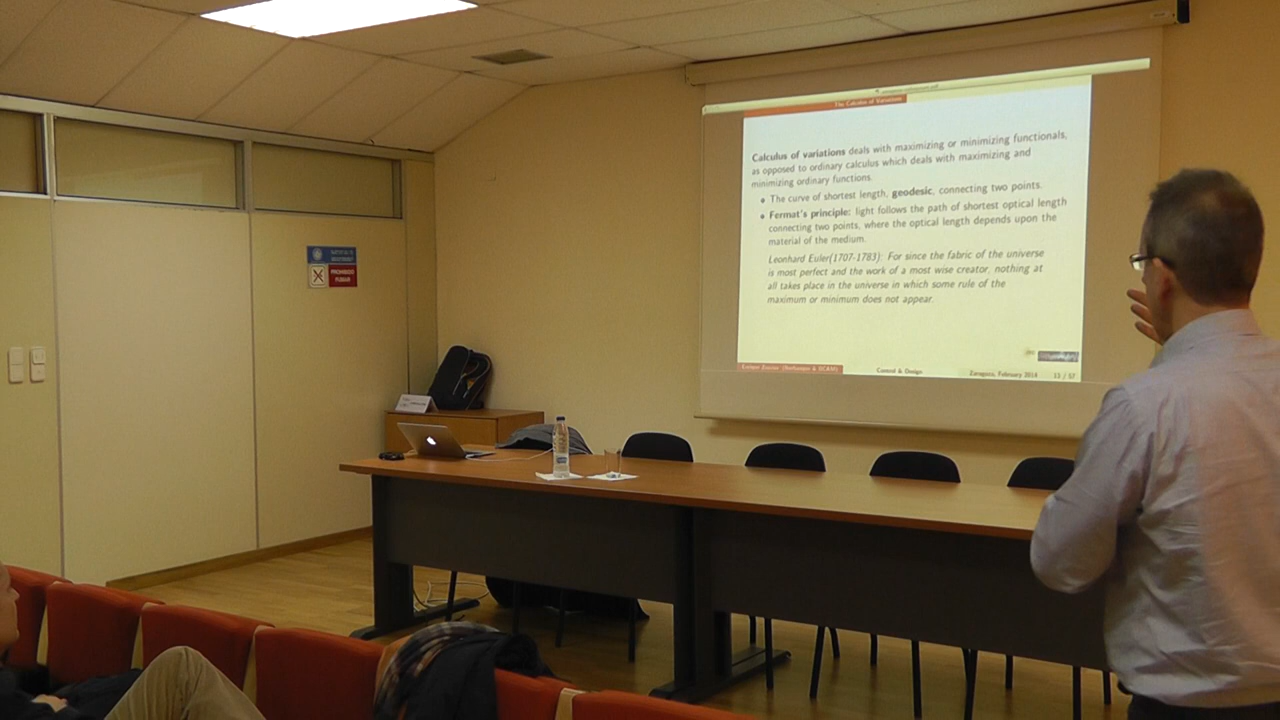 The Calculus of Variations
Calculus of variations deals with maximizing or minimizing functionals,
as opposed to ordinary calculus which deals with maximizing and
minimizing ordinary functions.
The curve of shortest length, geodesic, connecting two points.
Fermat's principle: light follows the path of shortest optical length
connecting two points, where the optical length depends upon the
material of the medium.
Leonhard Euler(1707-1783): For since the fabric of the universe
is most perfect and the work of a most wise creator, nothing at
all takes place in the universe in which some rule of the
maximum or minimum does not appear.
Control & Design
Zaragoza, February 2014
13 / 57
PROHIBIDO
FUMAR